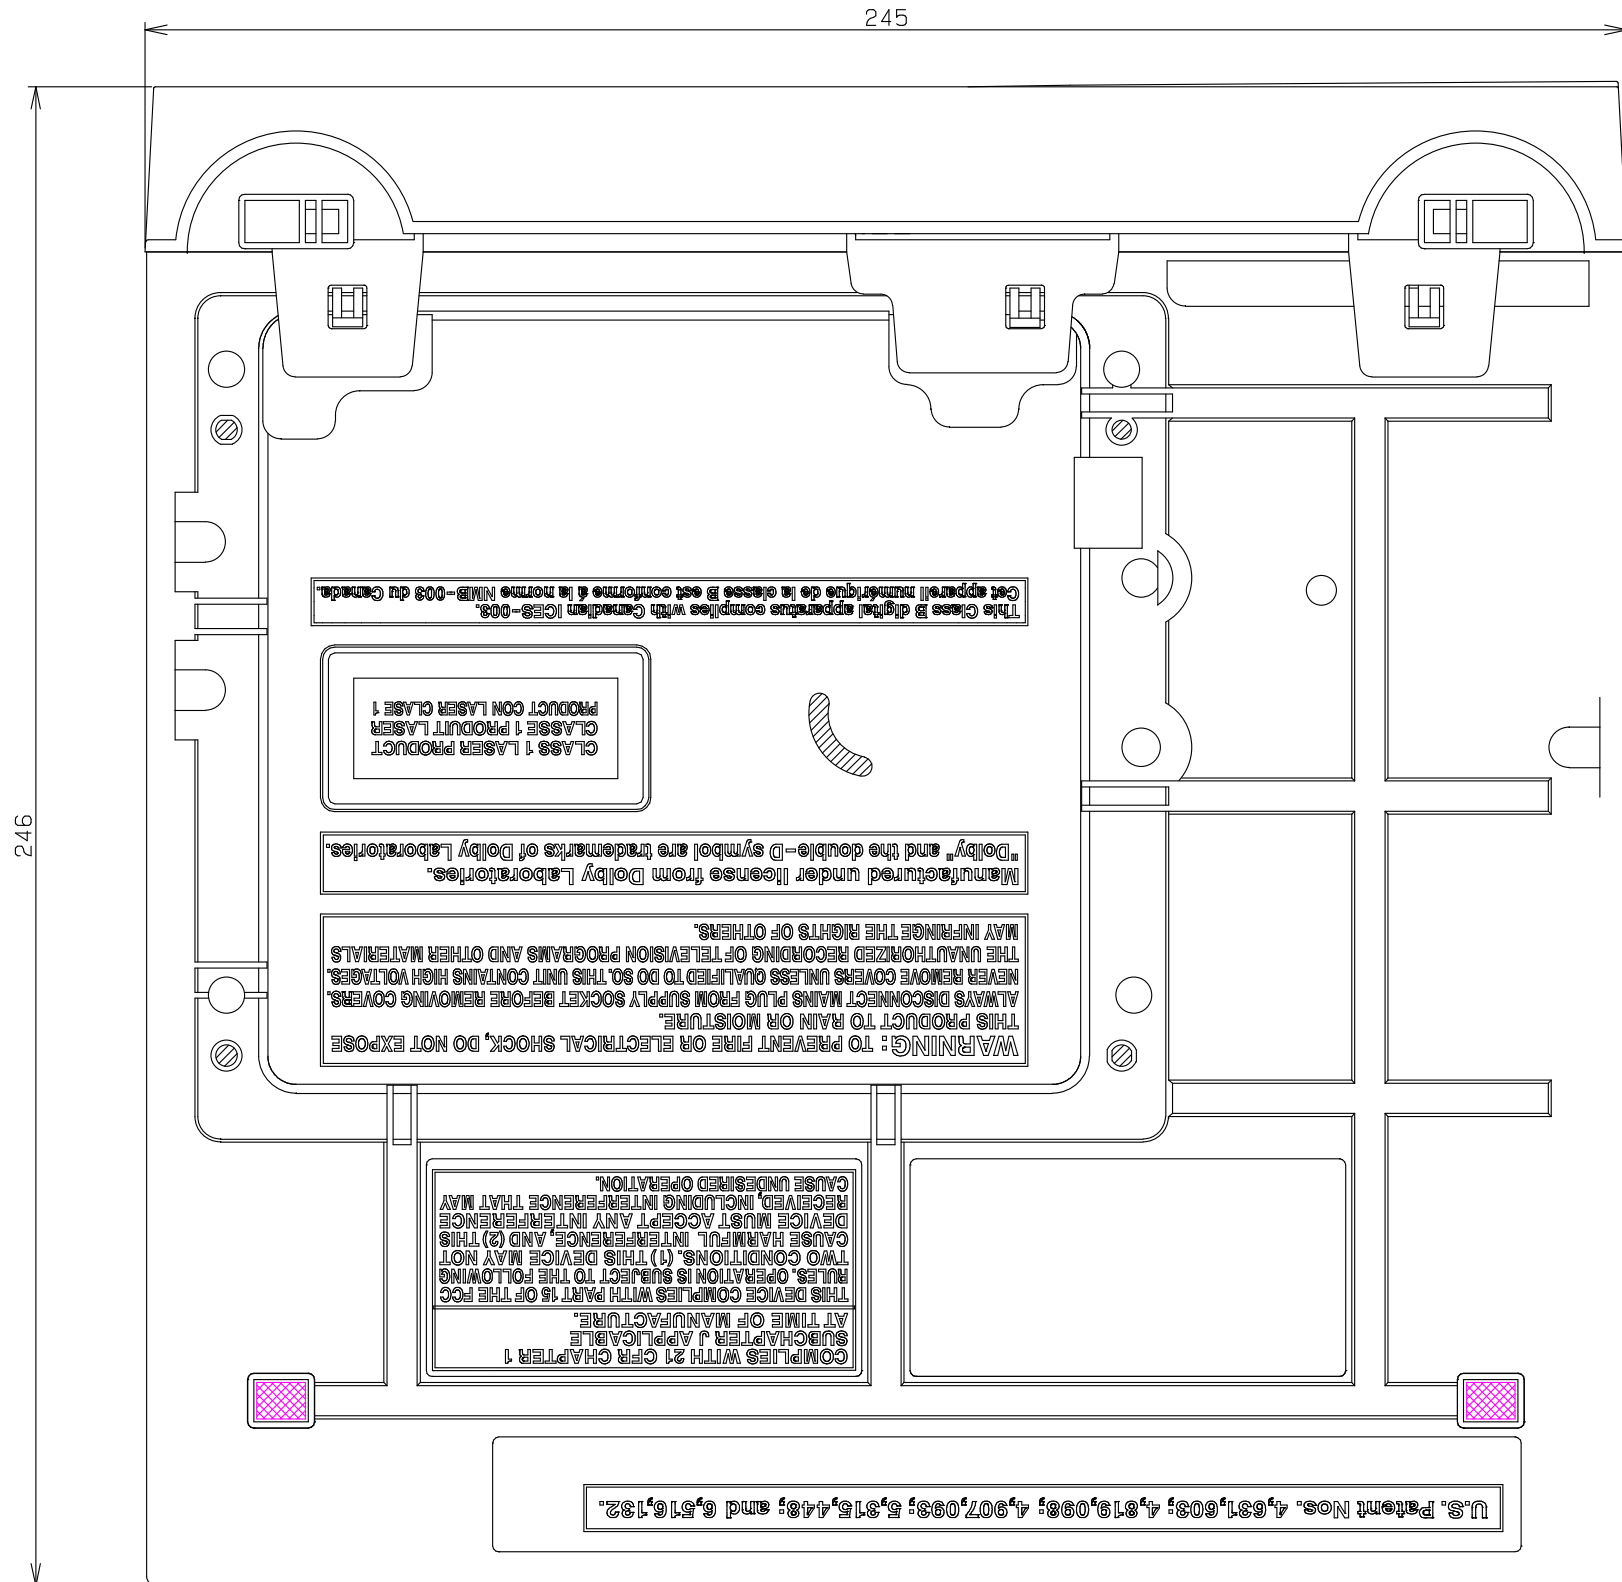 245
246
This Class B digital apparatus complies with Canadian ICES-003.
Cet appareil numérique de la classe B est conforme á la norme NMB-003 du Canada.
CLASS 1 LASER PRODUCT
CLASSE 1 PRODUIT LASER
PRODUCT CON LASER CLASE 1
Manufactured under license from Dolby Laboratories.
"Dolby" and the double-D symbol are trademarks of Dolby Laboratories.
WARNING: TO PREVENT FIRE OR ELECTRICAL SHOCK, DO NOT EXPOSE
THIS PRODUCT TO RAIN OR MOISTURE.
ALWAYS DISCONNECT MAINS PLUG FROM SUPPLY SOCKET BEFORE REMOVING COVERS.
NEVER REMOVE COVERS UNLESS QUALIFIED TO DO SO. THIS UNIT CONTAINS HIGH VOLTAGES.
THE UNAUTHORIZED RECORDING OF TELEVISION PROGRAMS AND OTHER MATERIALS
MAY INFRINGE THE RIGHTS OF OTHERS.
COMPLIES WITH 21 CFR CHAPTER 1
SUBCHAPTER J APPLICABLE
AT TIME OF MANUFACTURE.
THIS DEVICE COMPLIES WITH PART 15 OF THE FCC
RULES. OPERATION IS SUBJECT TO THE FOLLOWING
TWO CONDITIONS. (1) THIS DEVICE MAY NOT
CAUSE HARMFUL INTERFERENCE, AND (2) THIS
DEVICE MUST ACCEPT ANY INTERFERENCE
RECEIVED, INCLUDING INTERFERENCE THAT MAY
CAUSE UNDESIRED OPERATION.
U.S. Patent Nos. 4,631,603; 4,819,098; 4,907,093; 5,315,448; and 6,516,132.